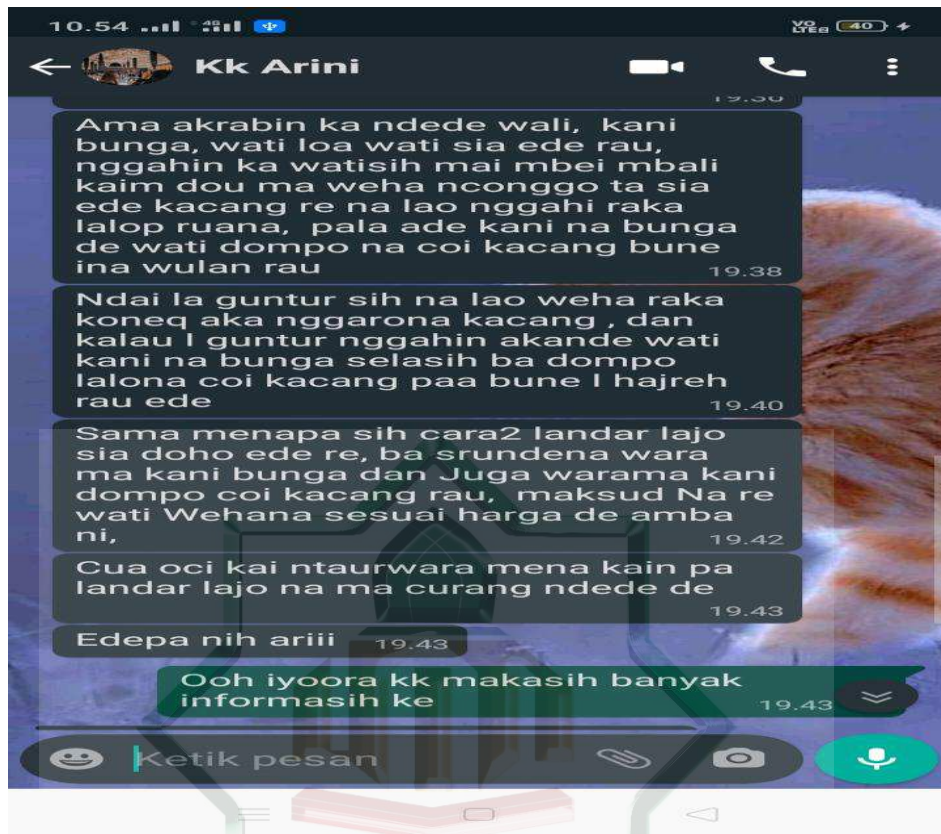 10.54
4G
VO
LTE2
40
Kk Arini
19.36
Ama akrabin ka ndede wali, kani
bunga, wati loa wati sia ede rau,
nggahin ka watisih mai mbei mbali
kaim dou ma weha nconggo ta sia
ede kacang re na lao nggahi raka
lalop ruana, pala ade kani na bunga
de wati dompo na coi kacang bune
ina wulan rau
19.38
Ndai la guntur sih na lao weha raka
koneq aka nggarona kacang , dan
kalau l guntur nggahin akande wati
kani na bunga selasih ba dompo
lalona coi kacang paa bune l hajreh
rau ede
19.40
Sama menapa sih cara2 landar lajo
sia doho ede re, ba srundena wara
ma kani bunga dan Juga warama kani
dompo coi kacang rau, maksud Na re
wati Wehana sesuai harga de amba
ni,
19.42
Cua oci kai ntaurwara mena kain pa
landar lajo na ma curang ndede de
19.43
Edepa nih ariii 19.43
Ooh iyoora kk makasih banyak
informasih ke
19.43
Ketik pesan